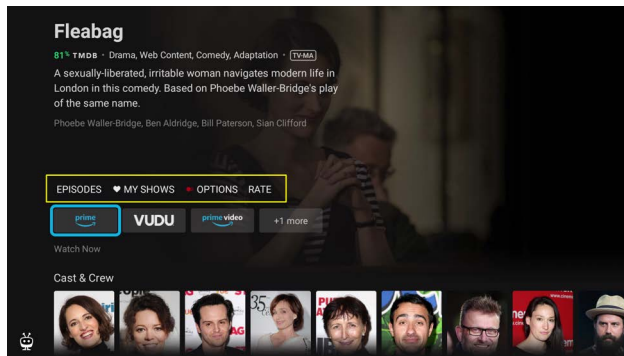 Fleabag
81% TMDB · Drama, Web Content, Comedy, Adaptation · TV-MA
A sexually-liberated, irritable woman navigates modern life in
London in this comedy. Based on Phoebe Waller-Bridge's play
of the same name.
Phoebe Waller-Bridge, Ben Aldridge, Bill Paterson, Sian Clifford
EPISODES MY SHOWS OPTIONS RATE
prime VUDU prime video +1 more
Watch Now
Cast & Crew